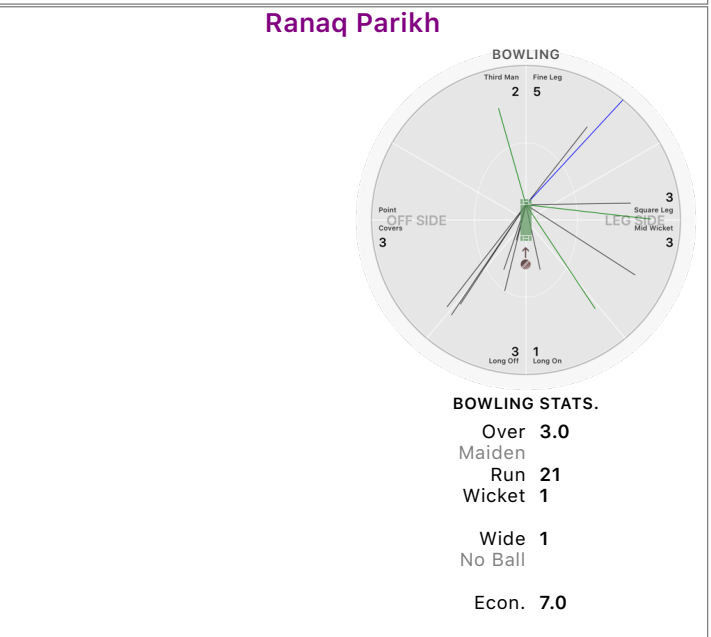 Ranaq Parikh
BOWLING
Third Man Fine Leg
2 5
3
Point Square Leg
OFF SIDE LEG SIDE
Covers Mid Wicket
3 3
3 1
Long Off Long On
BOWLING STATS.
Over 3.0
Maiden
Run 21
Wicket 1
Wide 1
No Ball
Econ. 7.0